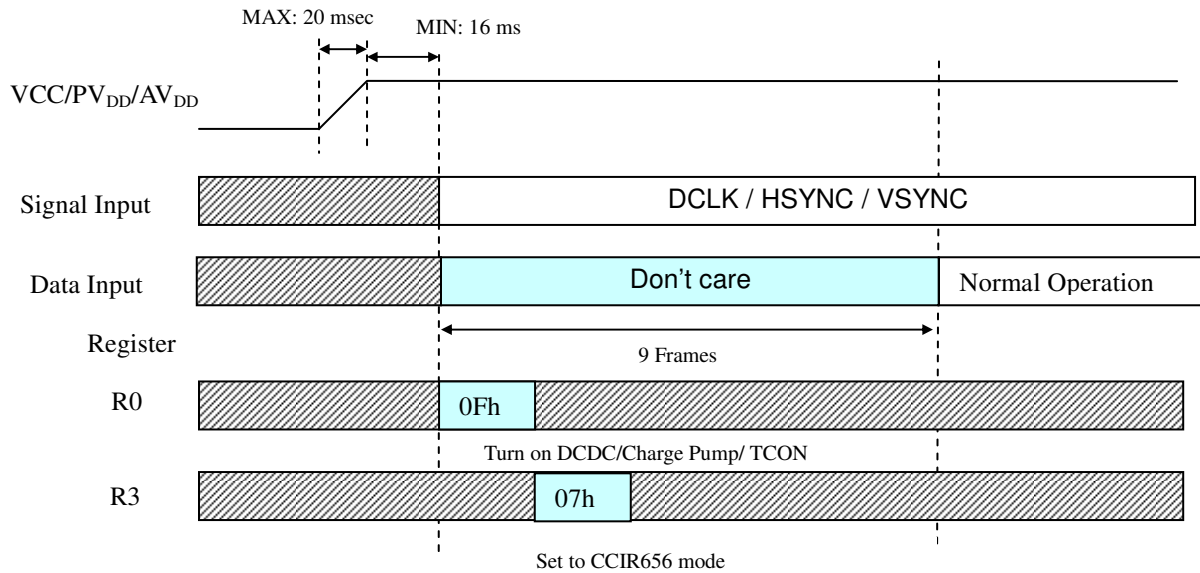 MAX: 20 msec
MIN: 16 ms
VCC/PVDD/AVDD
Signal Input
DCLK / HSYNC / VSYNC
Data Input
Don't care
Normal Operation
Register
9 Frames
R0
0Fh
Turn on DCDC/Charge Pump/ TCON
R3
07h
Set to CCIR656 mode